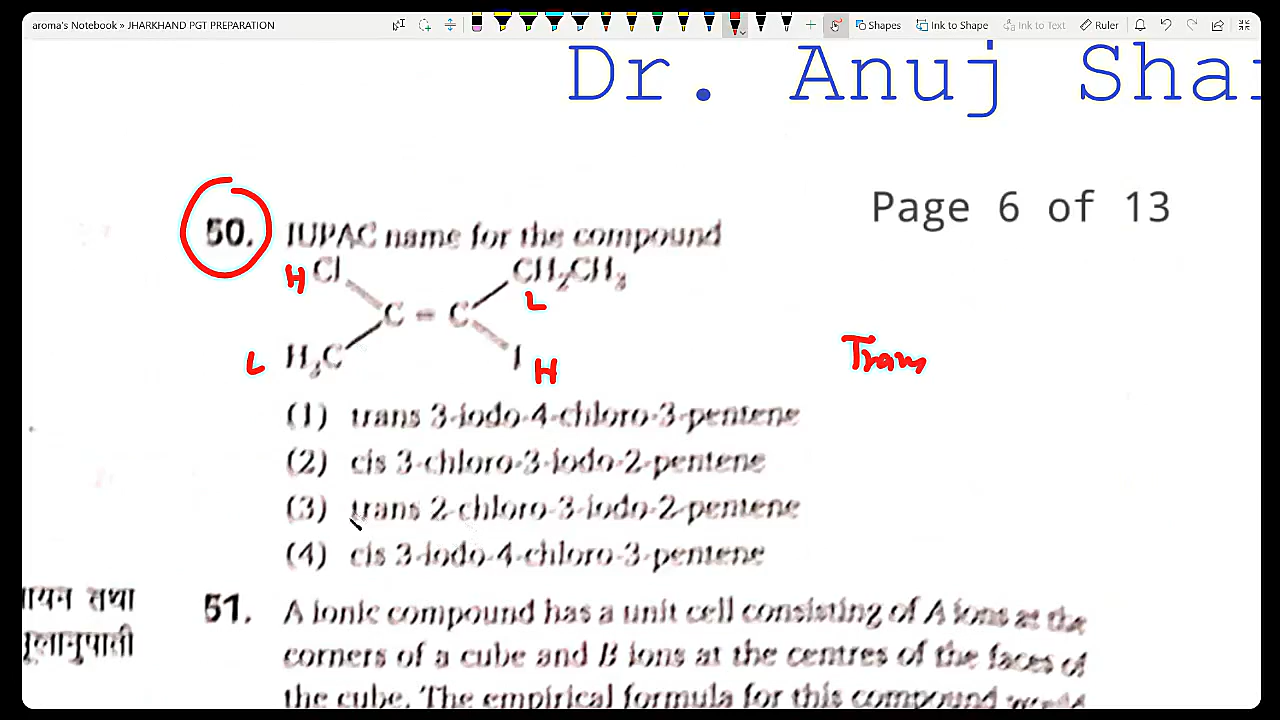 aroma's Notebook » JHARKHAND PGT PREPARATION
Shapes Ink to Shape Ink to Text Ruler
Dr. Anuj Shar
Page 6 of 13
50. IUPAC name for the compound
H Cl CH₂CH₃
L
C = C
L H₃C I H
Trans
(1) trans 3-iodo-4-chloro-3-pentene
(2) cis 3-chloro-3-iodo-2-pentene
(3) trans 2-chloro-3-iodo-2-pentene
(4) cis 3-iodo-4-chloro-3-pentene
ायन तथा
ूलानुपाती
51. A ionic compound has a unit cell consisting of A ions at the
corners of a cube and B ions at the centres of the faces of
the cube. The empirical formula for this compound would